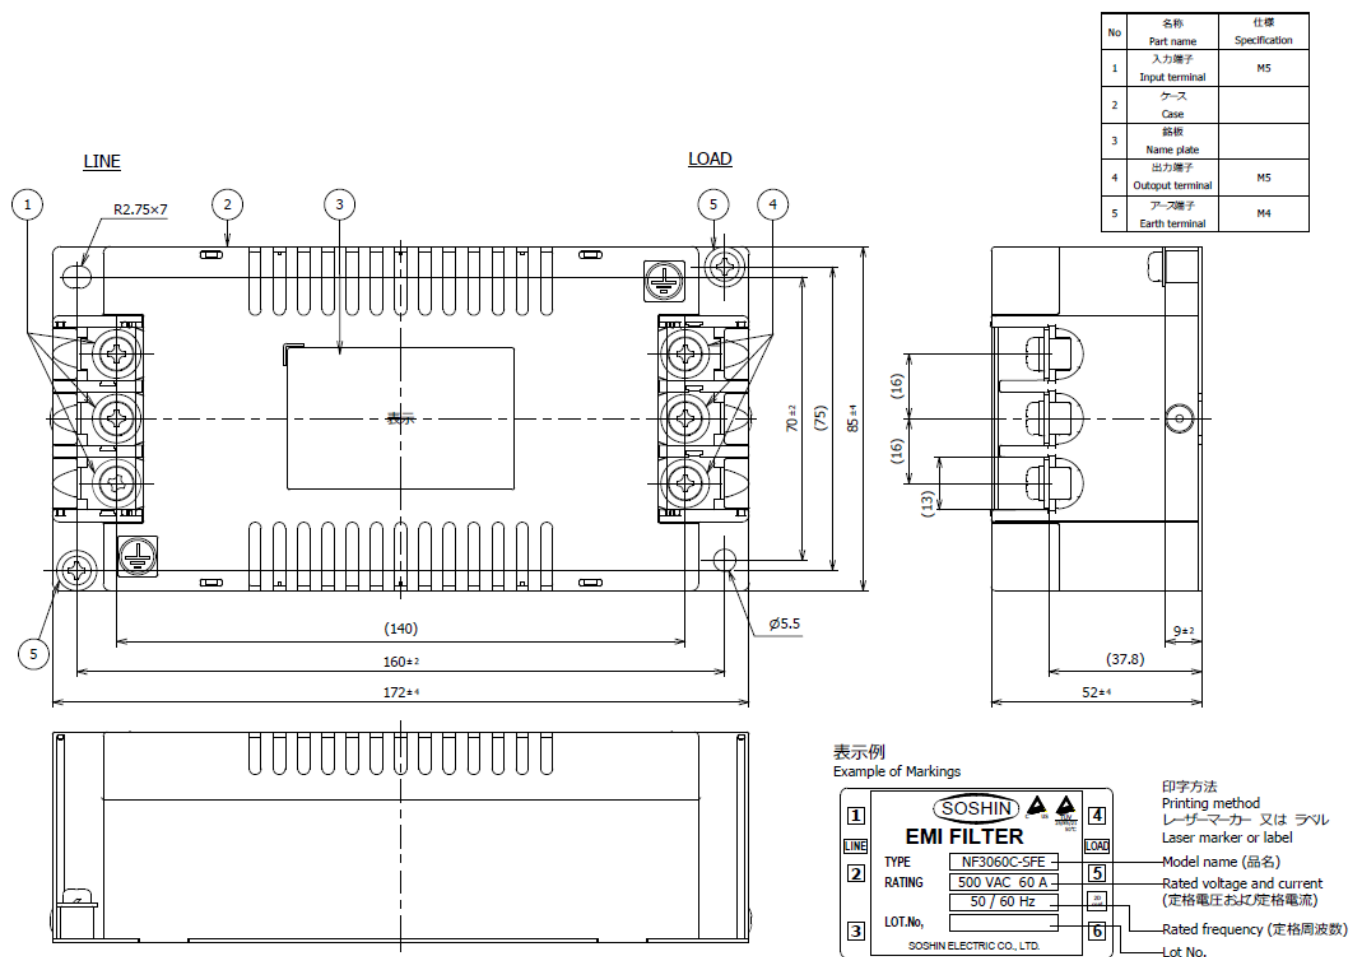 No 名称 Part name 仕様 Specification
1 入力端子 Input terminal M5
2 ケース Case
3 銘板 Name plate
4 出力端子 Outoput terminal M5
5 アース端子 Earth terminal M4
LINE
LOAD
1
R2.75×7
2
3
5
4
表示
70±2
(75)
85±4
(16)
(16)
(13)
5
(140)
160±2
172±4
Ø5.5
9±2
(37.8)
52±4
表示例
Example of Markings
1
LINE
2
3
SOSHIN
EMI FILTER
TYPE NF3060C-SFE
RATING 500 VAC 60 A
50 / 60 Hz
LOT.No,
SOSHIN ELECTRIC CO., LTD.
4
LOAD
5
6
印字方法
Printing method
レーザーマーカー 又は ラベル
Laser marker or label
Model name (品名)
Rated voltage and current
(定格電圧および定格電流)
Rated frequency (定格周波数)
Lot No.